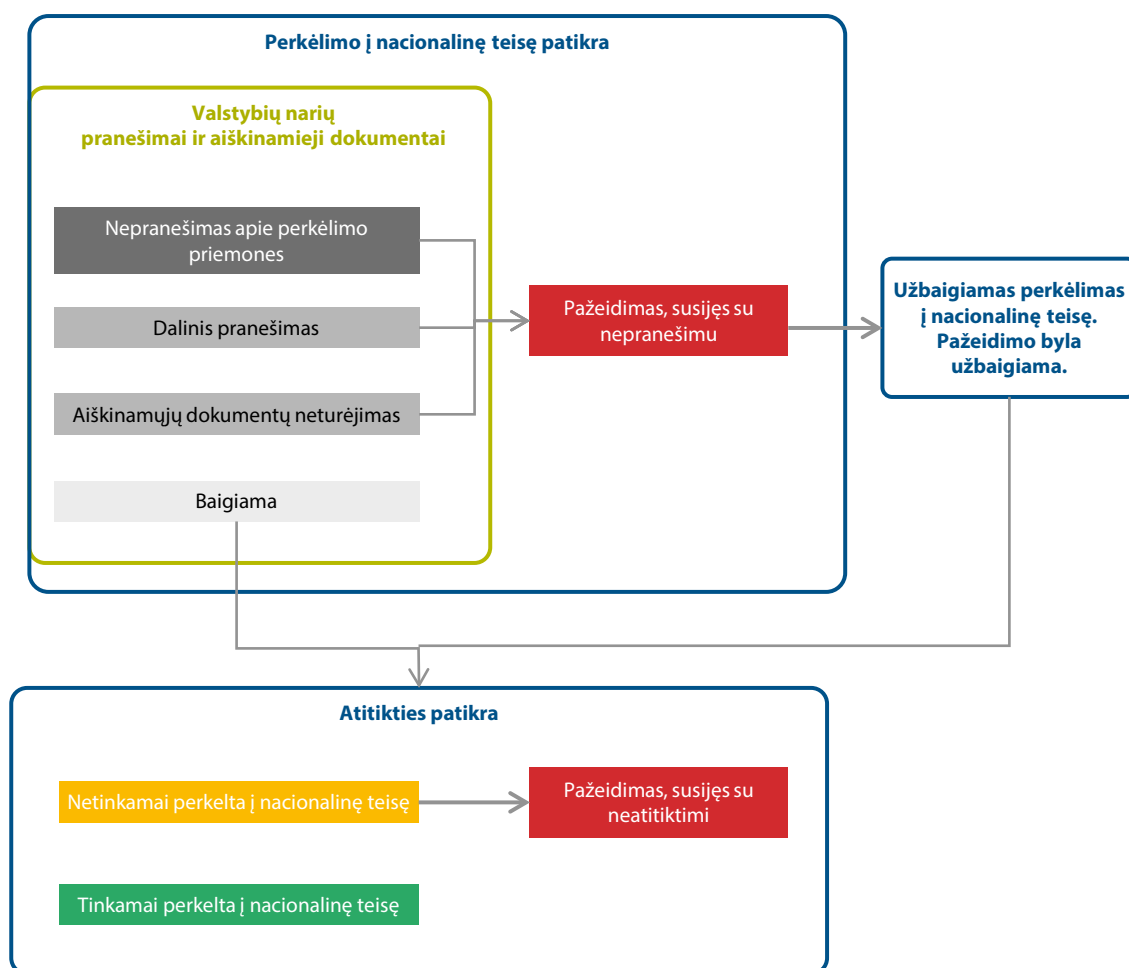 Perkėlimo į nacionalinę teisę patikra
Valstybių narių
pranešimai ir aiškinamieji dokumentai
Nepranešimas apie perkėlimo
priemones
Dalinis pranešimas
Aiškinamųjų dokumentų neturėjimas
Baigiama
Pažeidimas, susijęs su
nepranešimu
Užbaigiamas perkėlimas
į nacionalinę teisę.
Pažeidimo byla
užbaigiama.
Atitikties patikra
Netinkamai perkelta į nacionalinę teisę
Pažeidimas, susijęs su
neatitiktimi
Tinkamai perkelta į nacionalinę teisę